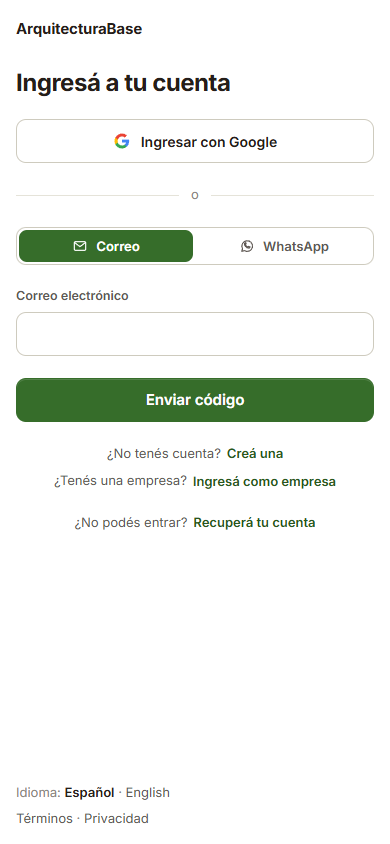 ArquitecturaBase
Ingresá a tu cuenta
Ingresar con Google
o
Correo WhatsApp
Correo electrónico
Enviar código
¿No tenés cuenta? Creá una
¿Tenés una empresa? Ingresá como empresa
¿No podés entrar? Recuperá tu cuenta
Idioma: Español · English
Términos · Privacidad